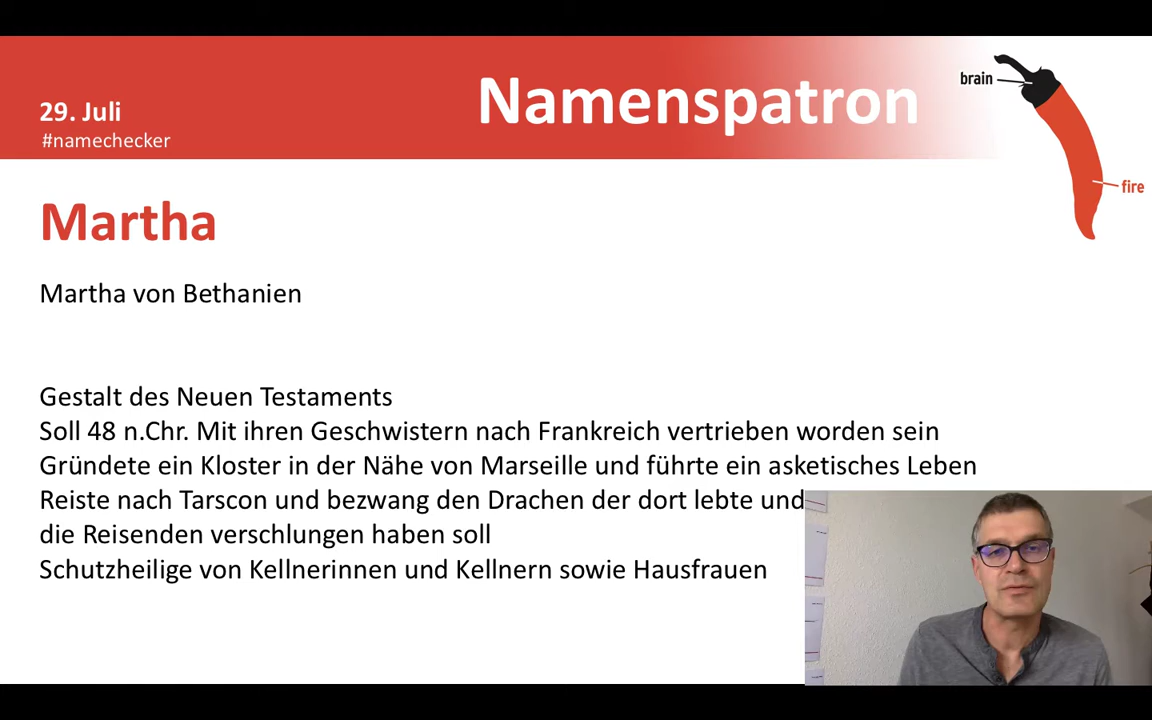 29. Juli
#namechecker
Namenspatron
brain
fire
Martha
Martha von Bethanien
Gestalt des Neuen Testaments
Soll 48 n.Chr. Mit ihren Geschwistern nach Frankreich vertrieben worden sein
Gründete ein Kloster in der Nähe von Marseille und führte ein asketisches Leben
Reiste nach Tarscon und bezwang den Drachen der dort lebte und
die Reisenden verschlungen haben soll
Schutzheilige von Kellnerinnen und Kellnern sowie Hausfrauen